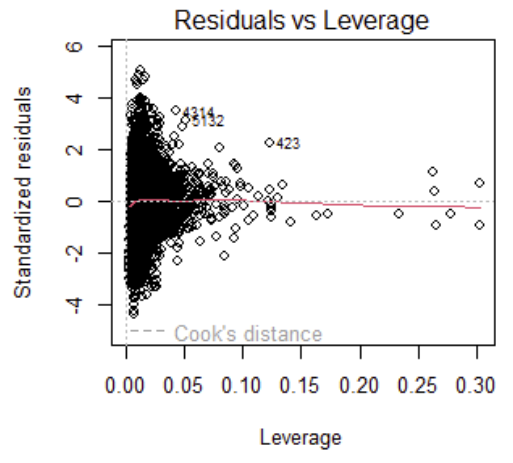 Residuals vs Leverage
Standardized residuals
6
4
2
0
-2
-4
4314
5132
423
Cook's distance
0.00 0.05 0.10 0.15 0.20 0.25 0.30
Leverage